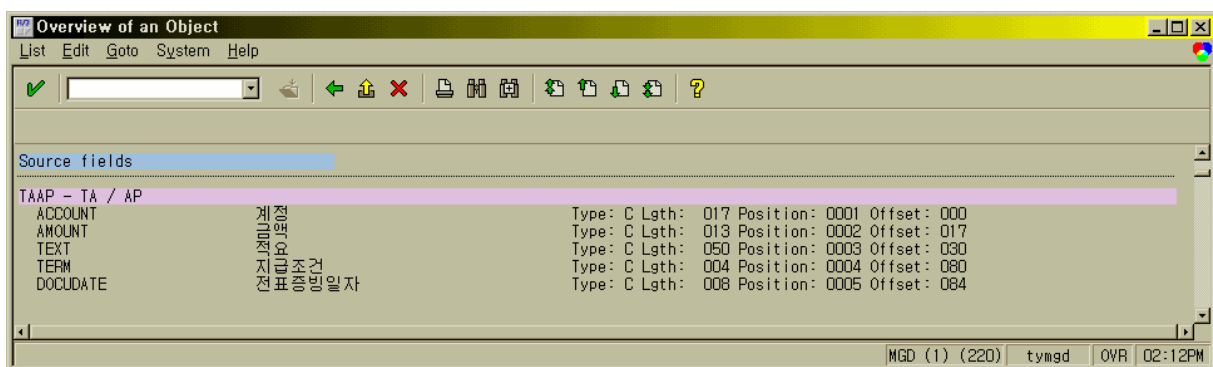 Overview of an Object
List Edit Goto System Help
Source fields
TAAP - TA / AP
ACCOUNT 계정 Type: C Lgth: 017 Position: 0001 Offset: 000
AMOUNT 금액 Type: C Lgth: 013 Position: 0002 Offset: 017
TEXT 적요 Type: C Lgth: 050 Position: 0003 Offset: 030
TERM 지급조건 Type: C Lgth: 004 Position: 0004 Offset: 080
DOCUDATE 전표증빙일자 Type: C Lgth: 008 Position: 0005 Offset: 084
MGD (1) (220) tymgd OVR 02:12PM